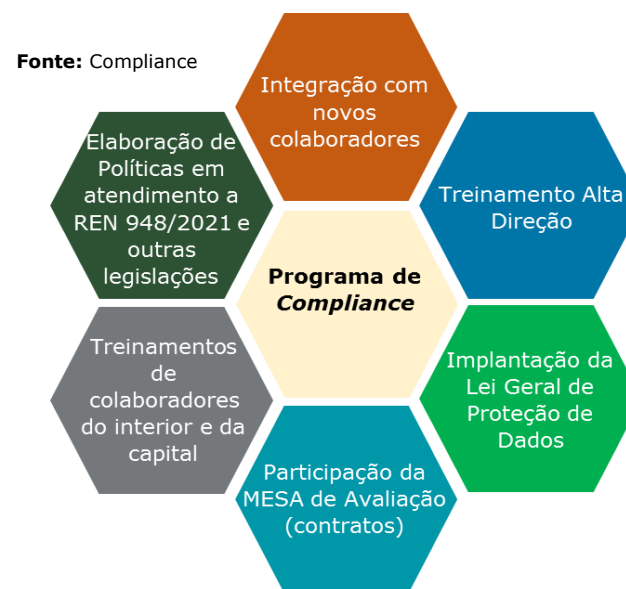 Fonte: Compliance
Integração com
novos
colaboradores
Elaboração de
Políticas em
atendimento a
REN 948/2021 e
outras
legislações
Treinamento Alta
Direção
Programa de
Compliance
Treinamentos
de
colaboradores
do interior e da
capital
Implantação da
Lei Geral de
Proteção de
Dados
Participação da
MESA de Avaliação
(contratos)